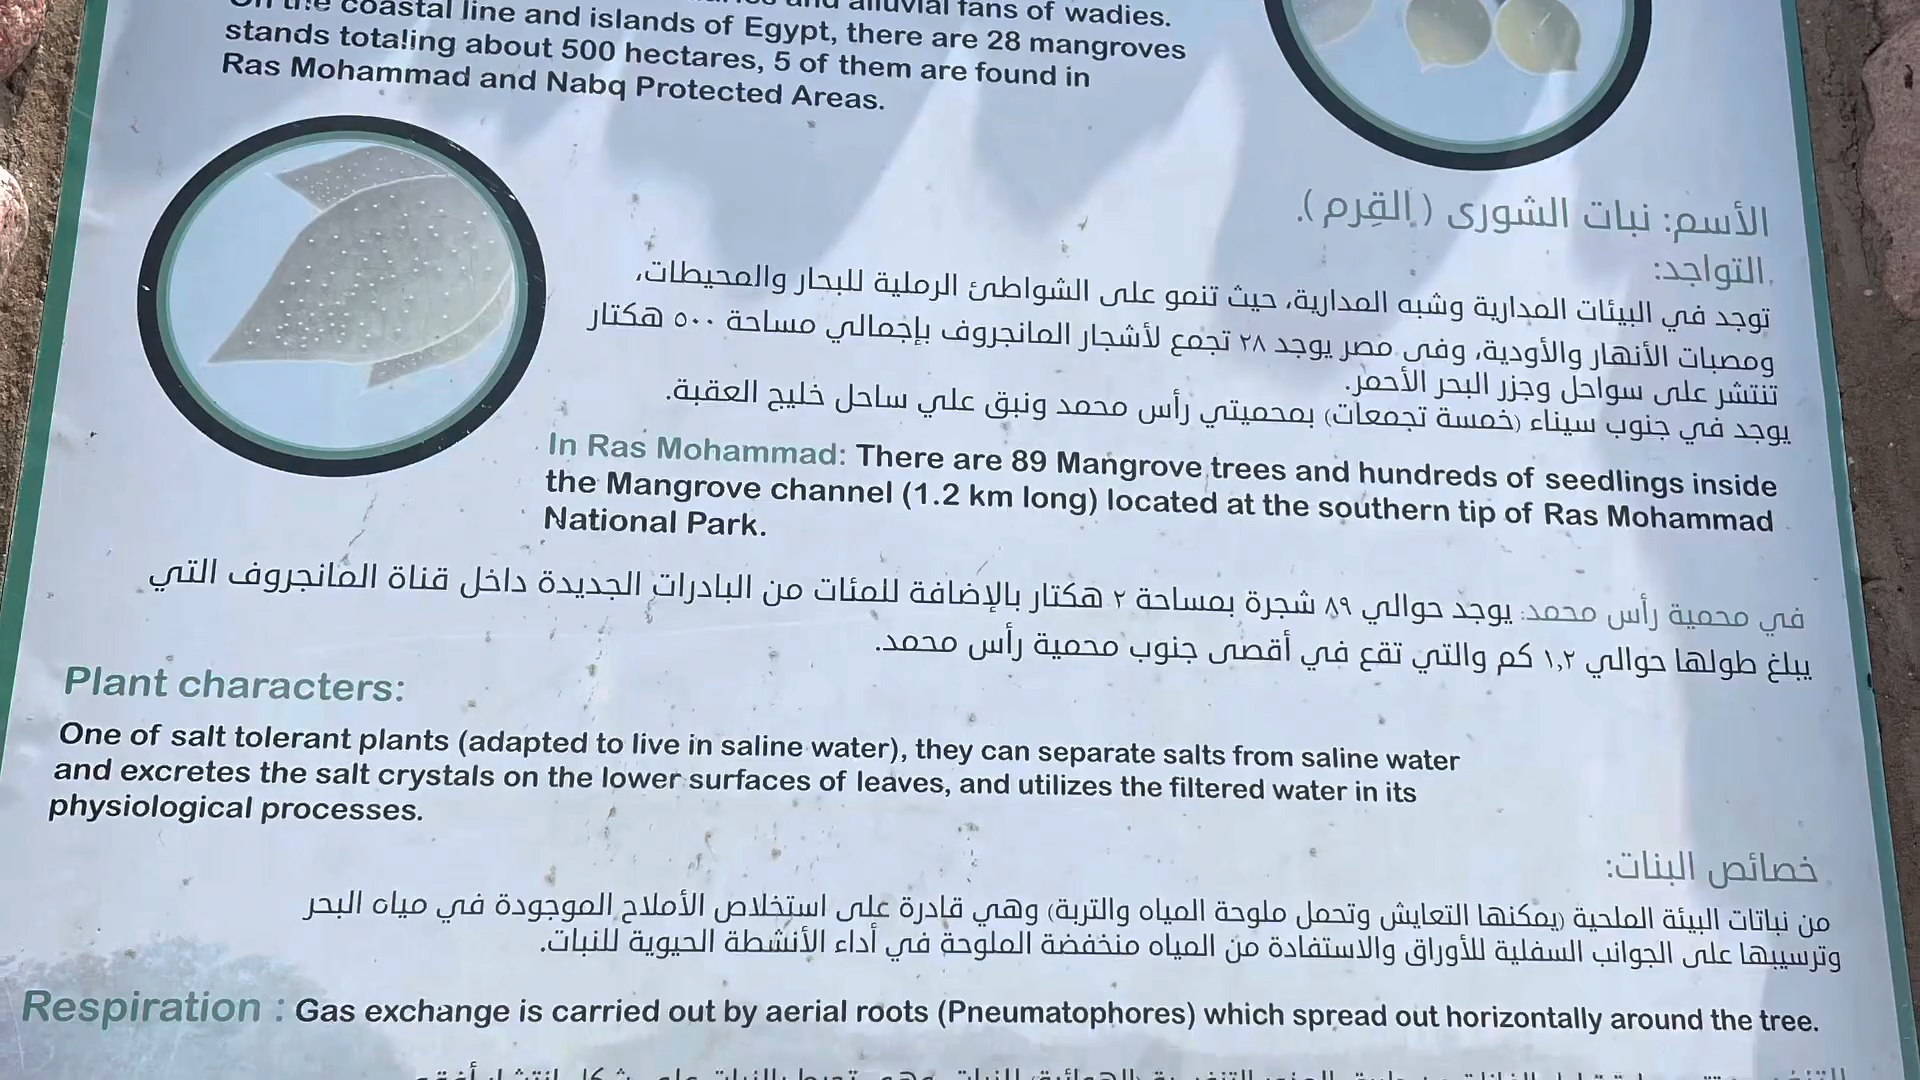 and alluvial fans of wadies.
On the coastal line and islands of Egypt, there are 28 mangroves
stands totaling about 500 hectares, 5 of them are found in
Ras Mohammad and Nabq Protected Areas.
الأسم: نبات الشورى (القِرم).
التواجد:
توجد في البيئات المدارية وشبه المدارية، حيث تنمو على الشواطئ الرملية للبحار والمحيطات،
ومصبات الأنهار والأودية، وفى مصر يوجد ٢٨ تجمع لأشجار المانجروف بإجمالي مساحة ٥٠٠ هكتار
تنتشر على سواحل وجزر البحر الأحمر.
يوجد في جنوب سيناء (خمسة تجمعات) بمحميتي رأس محمد ونبق علي ساحل خليج العقبة.
In Ras Mohammad: There are 89 Mangrove trees and hundreds of seedlings inside
the Mangrove channel (1.2 km long) located at the southern tip of Ras Mohammad
National Park.
في محمية رأس محمد: يوجد حوالي ٨٩ شجرة بمساحة ٢ هكتار بالإضافة للمئات من البادرات الجديدة داخل قناة المانجروف التي
يبلغ طولها حوالي ١,٢ كم والتي تقع في أقصى جنوب محمية رأس محمد.
Plant characters:
One of salt tolerant plants (adapted to live in saline water), they can separate salts from saline water
and excretes the salt crystals on the lower surfaces of leaves, and utilizes the filtered water in its
physiological processes.
خصائص البنات:
من نباتات البيئة الملحية (يمكنها التعايش وتحمل ملوحة المياه والتربة) وهي قادرة على استخلاص الأملاح الموجودة في مياه البحر
وترسيبها على الجوانب السفلية للأوراق والاستفادة من المياه منخفضة الملوحة في أداء الأنشطة الحيوية للنبات.
Respiration : Gas exchange is carried out by aerial roots (Pneumatophores) which spread out horizontally around the tree.